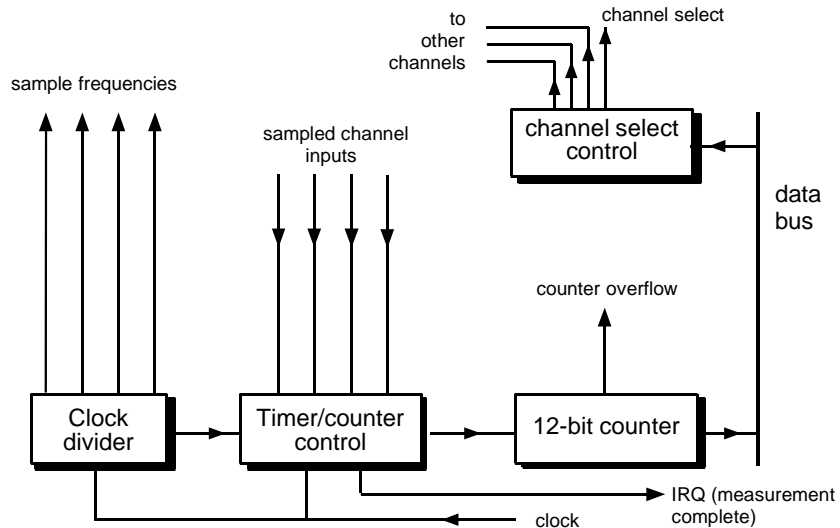 to
other
channels
channel select
sample frequencies
sampled channel
inputs
channel select
control
data
bus
counter overflow
Clock
divider
Timer/counter
control
12-bit counter
IRQ (measurement
complete)
clock